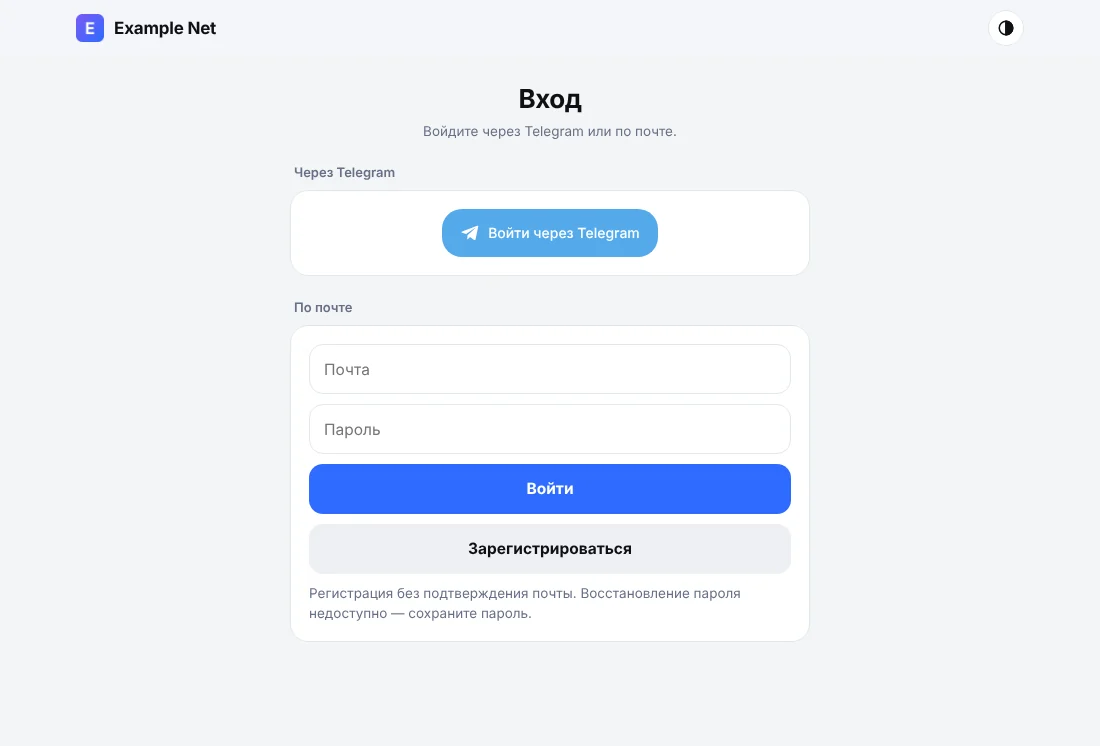 E Example Net
Вход
Войдите через Telegram или по почте.
Через Telegram
Войти через Telegram
По почте
Почта
Пароль
Войти
Зарегистрироваться
Регистрация без подтверждения почты. Восстановление пароля
недоступно — сохраните пароль.